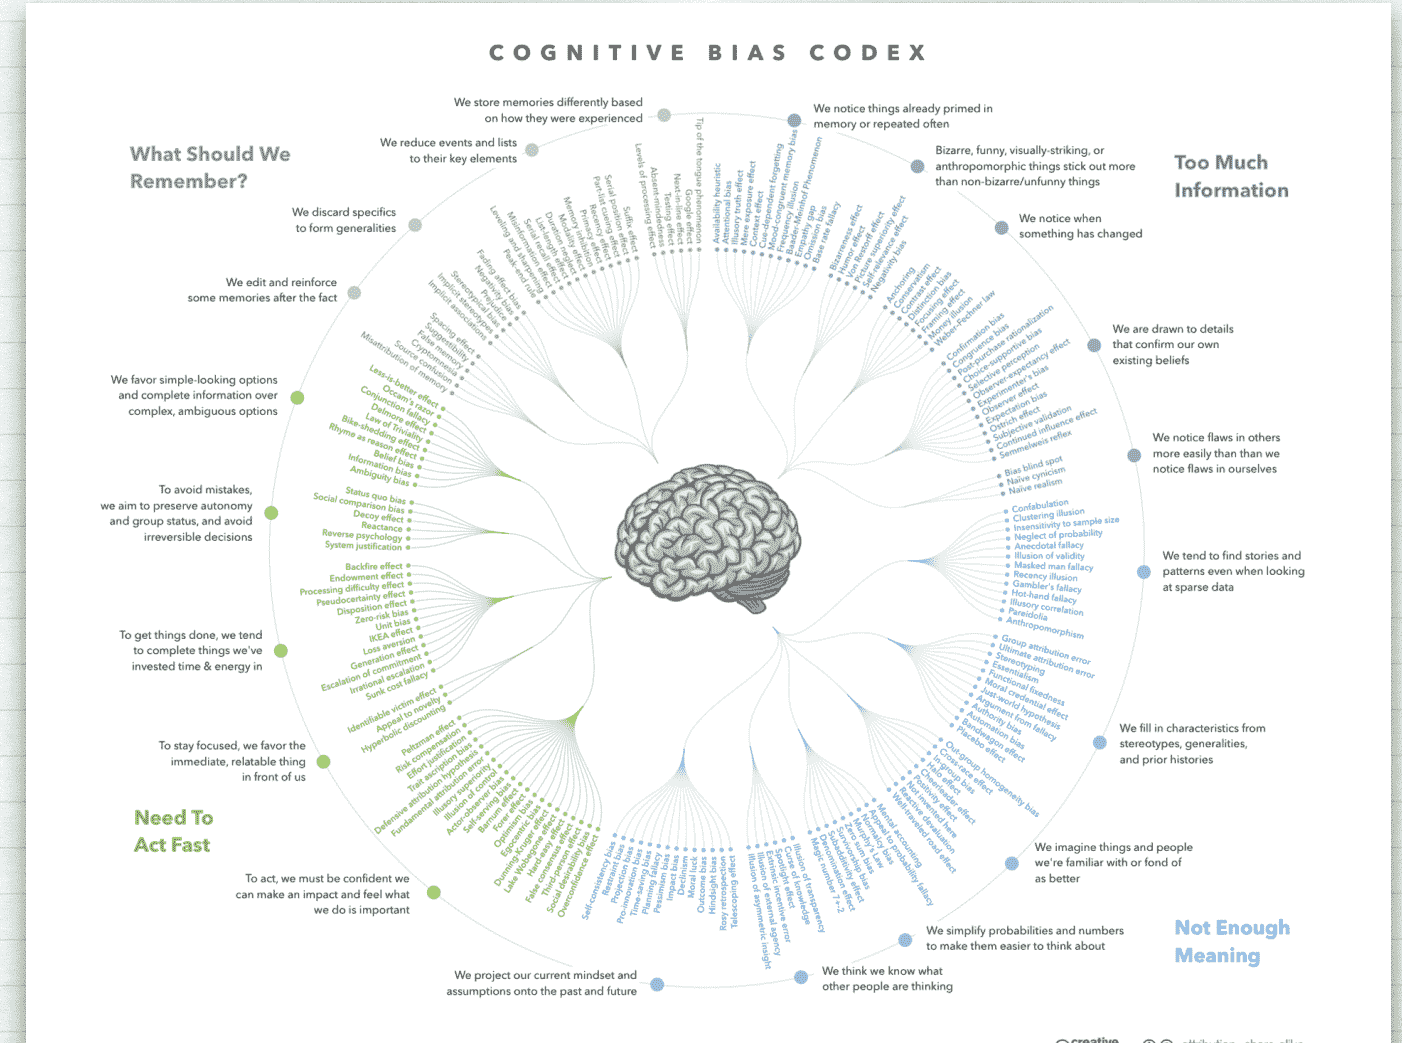 COGNITIVE BIAS CODEX
What Should We
Remember?
Too Much
Information
Need To
Act Fast
Not Enough
Meaning
We store memories differently based
on how they were experienced
Levels of processing effect
Absent-mindedness
Testing effect
Next-in-line effect
Google effect
Tip of the tongue phenomenon
We reduce events and lists
to their key elements
Suffix effect
Serial position effect
Part-list cueing effect
Recency effect
Primacy effect
Memory inhibition
Modality effect
Duration neglect
List-length effect
Serial recall effect
Misinformation effect
Leveling and sharpening
Peak-end rule
We discard specifics
to form generalities
Fading affect bias
Negativity bias
Prejudice
Stereotypical bias
Implicit stereotypes
Implicit associations
We edit and reinforce
some memories after the fact
Spacing effect
Suggestibility
False memory
Cryptomnesia
Source confusion
Misattribution of memory
We favor simple-looking options
and complete information over
complex, ambiguous options
Less-is-better effect
Occam's razor
Conjunction fallacy
Delmore effect
Law of Triviality
Bike-shedding effect
Rhyme as reason effect
Belief bias
Information bias
Ambiguity bias
To avoid mistakes,
we aim to preserve autonomy
and group status, and avoid
irreversible decisions
Status quo bias
Social comparison bias
Decoy effect
Reactance
Reverse psychology
System justification
To get things done, we tend
to complete things we've
invested time & energy in
Backfire effect
Endowment effect
Processing difficulty effect
Pseudocertainty effect
Disposition effect
Zero-risk bias
Unit bias
IKEA effect
Loss aversion
Generation effect
Escalation of commitment
Irrational escalation
Sunk cost fallacy
To stay focused, we favor the
immediate, relatable thing
in front of us
Identifiable victim effect
Appeal to novelty
Hyperbolic discounting
To act, we must be confident we
can make an impact and feel what
we do is important
Peltzman effect
Risk compensation
Effort justification
Trait ascription bias
Defensive attribution hypothesis
Fundamental attribution error
Illusory superiority
Illusion of control
Actor-observer bias
Self-serving bias
Barnum effect
Forer effect
Optimism bias
Egocentric bias
Dunning-Kruger effect
Lake Wobegone effect
Hard-easy effect
False consensus effect
Third-person effect
Social desirability bias
Overconfidence effect
We notice things already primed in
memory or repeated often
Availability heuristic
Attentional bias
Illusory truth effect
Mere exposure effect
Context effect
Cue-dependent forgetting
Mood-congruent memory bias
Frequency illusion
Baader-Meinhof Phenomenon
Empathy gap
Omission bias
Base rate fallacy
Bizarre, funny, visually-striking, or
anthropomorphic things stick out more
than non-bizarre/unfunny things
Bizarreness effect
Humor effect
Von Restorff effect
Picture superiority effect
Self-relevance effect
Negativity bias
We notice when
something has changed
Anchoring
Conservatism
Contrast effect
Distinction bias
Focusing effect
Framing effect
Money illusion
Weber-Fechner law
We are drawn to details
that confirm our own
existing beliefs
Confirmation bias
Congruence bias
Post-purchase rationalization
Choice-supportive bias
Selective perception
Observer-expectancy effect
Experimenter's bias
Observer effect
Expectation bias
Ostrich effect
Subjective validation
Continued influence effect
Semmelweis reflex
We notice flaws in others
more easily than than we
notice flaws in ourselves
Bias blind spot
Naïve cynicism
Naïve realism
We tend to find stories and
patterns even when looking
at sparse data
Confabulation
Clustering illusion
Insensitivity to sample size
Neglect of probability
Anecdotal fallacy
Illusion of validity
Masked man fallacy
Recency illusion
Gambler's fallacy
Hot-hand fallacy
Illusory correlation
Pareidolia
Anthropomorphism
We fill in characteristics from
stereotypes, generalities,
and prior histories
Group attribution error
Ultimate attribution error
Stereotyping
Essentialism
Functional fixedness
Moral credential effect
Just-world hypothesis
Argument from fallacy
Authority bias
Automation bias
Bandwagon effect
Placebo effect
We imagine things and people
we're familiar with or fond of
as better
Out-group homogeneity bias
Cross-race effect
In-group bias
Halo effect
Cheerleader effect
Positivity effect
Not invented here
Reactive devaluation
Well-traveled road effect
We simplify probabilities and numbers
to make them easier to think about
Mental accounting
Appeal to probability fallacy
Normalcy bias
Murphy's Law
Zero sum bias
Survivorship bias
Subadditivity effect
Denomination effect
Magic number 7+-2
We think we know what
other people are thinking
Illusion of transparency
Curse of knowledge
Spotlight effect
Extrinsic incentive error
Illusion of external agency
Illusion of asymmetric insight
We project our current mindset and
assumptions onto the past and future
Self-consistency bias
Restraint bias
Projection bias
Pro-innovation bias
Time-saving bias
Planning fallacy
Pessimism bias
Impact bias
Declinism
Moral luck
Outcome bias
Hindsight bias
Rosy retrospection
Telescoping effect
creative